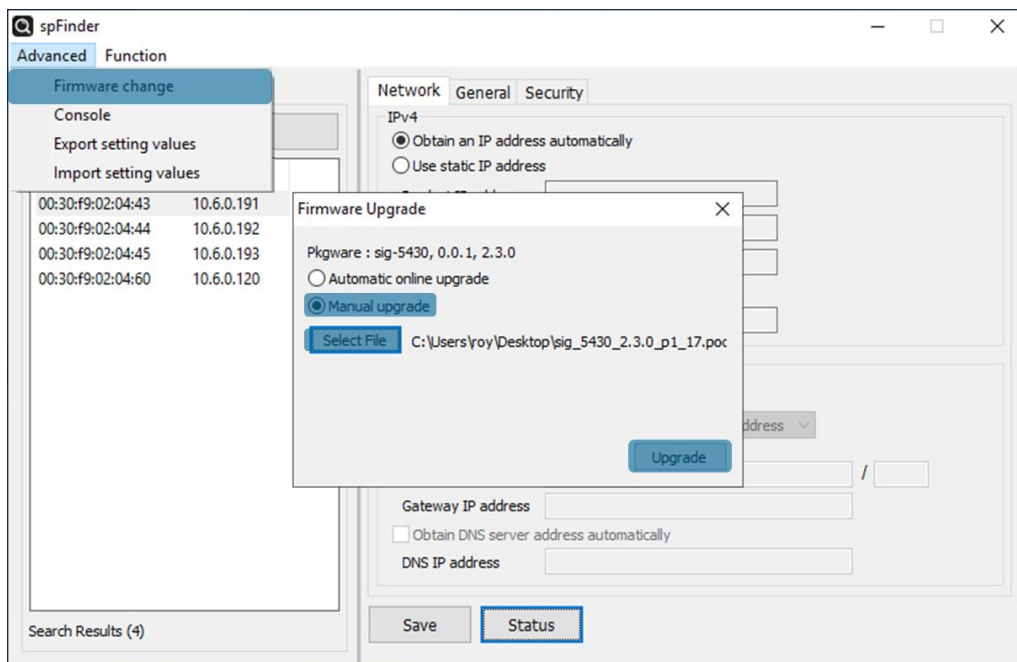 spFinder
Advanced Function
Firmware change
Console
Export setting values
Import setting values
00:30:f9:02:04:43 10.6.0.191
00:30:f9:02:04:44 10.6.0.192
00:30:f9:02:04:45 10.6.0.193
00:30:f9:02:04:60 10.6.0.120
Search Results (4)
Network General Security
IPv4
Obtain an IP address automatically
Use static IP address
Firmware Upgrade
Pkgware : sig-5430, 0.0.1, 2.3.0
Automatic online upgrade
Manual upgrade
Select File C:\Users\roy\Desktop\sig_5430_2.3.0_p1_17.poc
Upgrade
ddress
/
Gateway IP address
Obtain DNS server address automatically
DNS IP address
Save Status